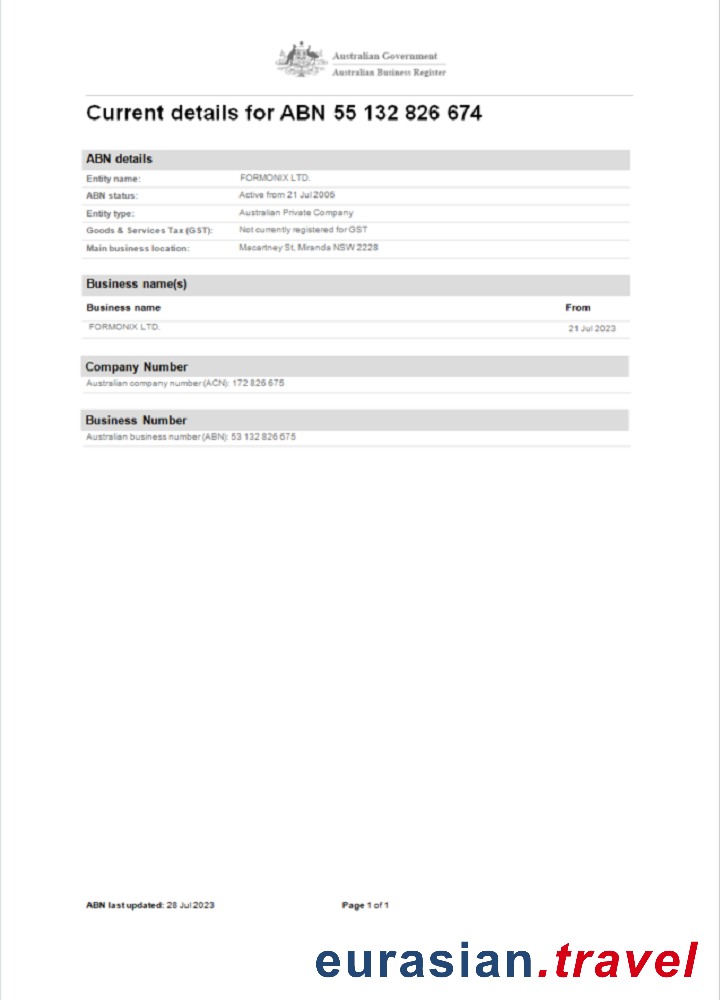 Australian Government
Australian Business Register
Current details for ABN 55 132 826 674
ABN details
Entity name: FORMONIX LTD.
ABN status: Active from 21 Jul 2006
Entity type: Australian Private Company
Goods & Services Tax (GST): Not currently registered for GST
Main business location: Macartney St, Miranda NSW 2228
Business name(s)
Business name From
FORMONIX LTD. 21 Jul 2023
Company Number
Australian company number (ACN): 172 826 675
Business Number
Australian business number (ABN): 53 132 826 675
ABN last updated: 28 Jul 2023 Page 1 of 1
eurasian.travel